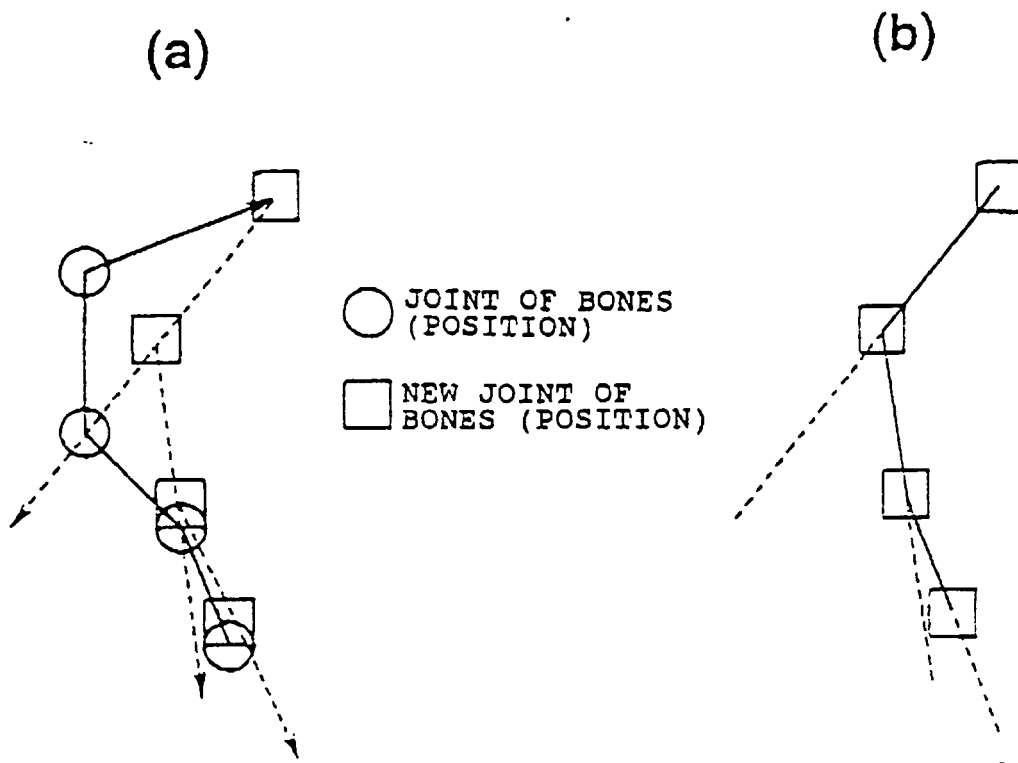 (a)
(b)
JOINT OF BONES
(POSITION)
NEW JOINT OF
BONES (POSITION)